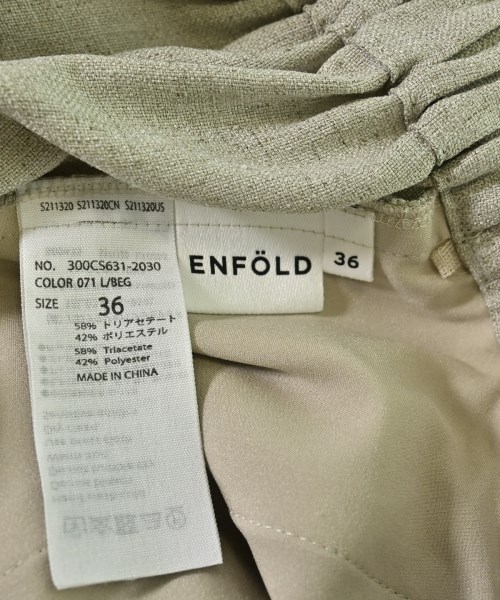 S211320 S211320CN S211320US
NO. 300CS631-2030
COLOR 071 L/BEG
SIZE 36
58% トリアセテート
42% ポリエステル
58% Triacetate
42% Polyester
MADE IN CHINA
ENFÖLD
36